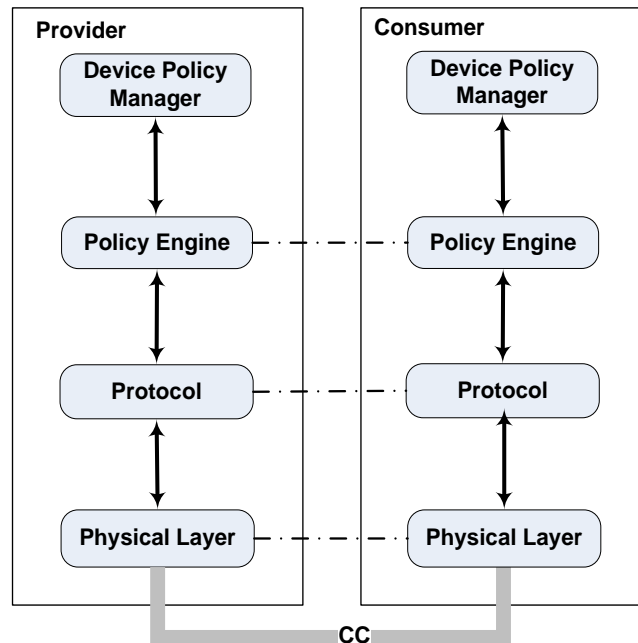 Provider
Device Policy
Manager
Policy Engine
Protocol
Physical Layer
Consumer
Device Policy
Manager
Policy Engine
Protocol
Physical Layer
CC